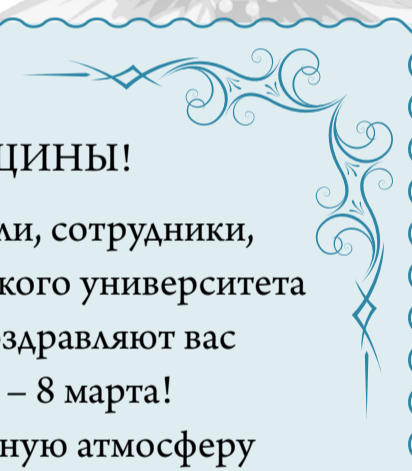 ЩИНЫ!
ли, сотрудники,
кого университета
здравляют вас
– 8 марта!
ную атмосферу